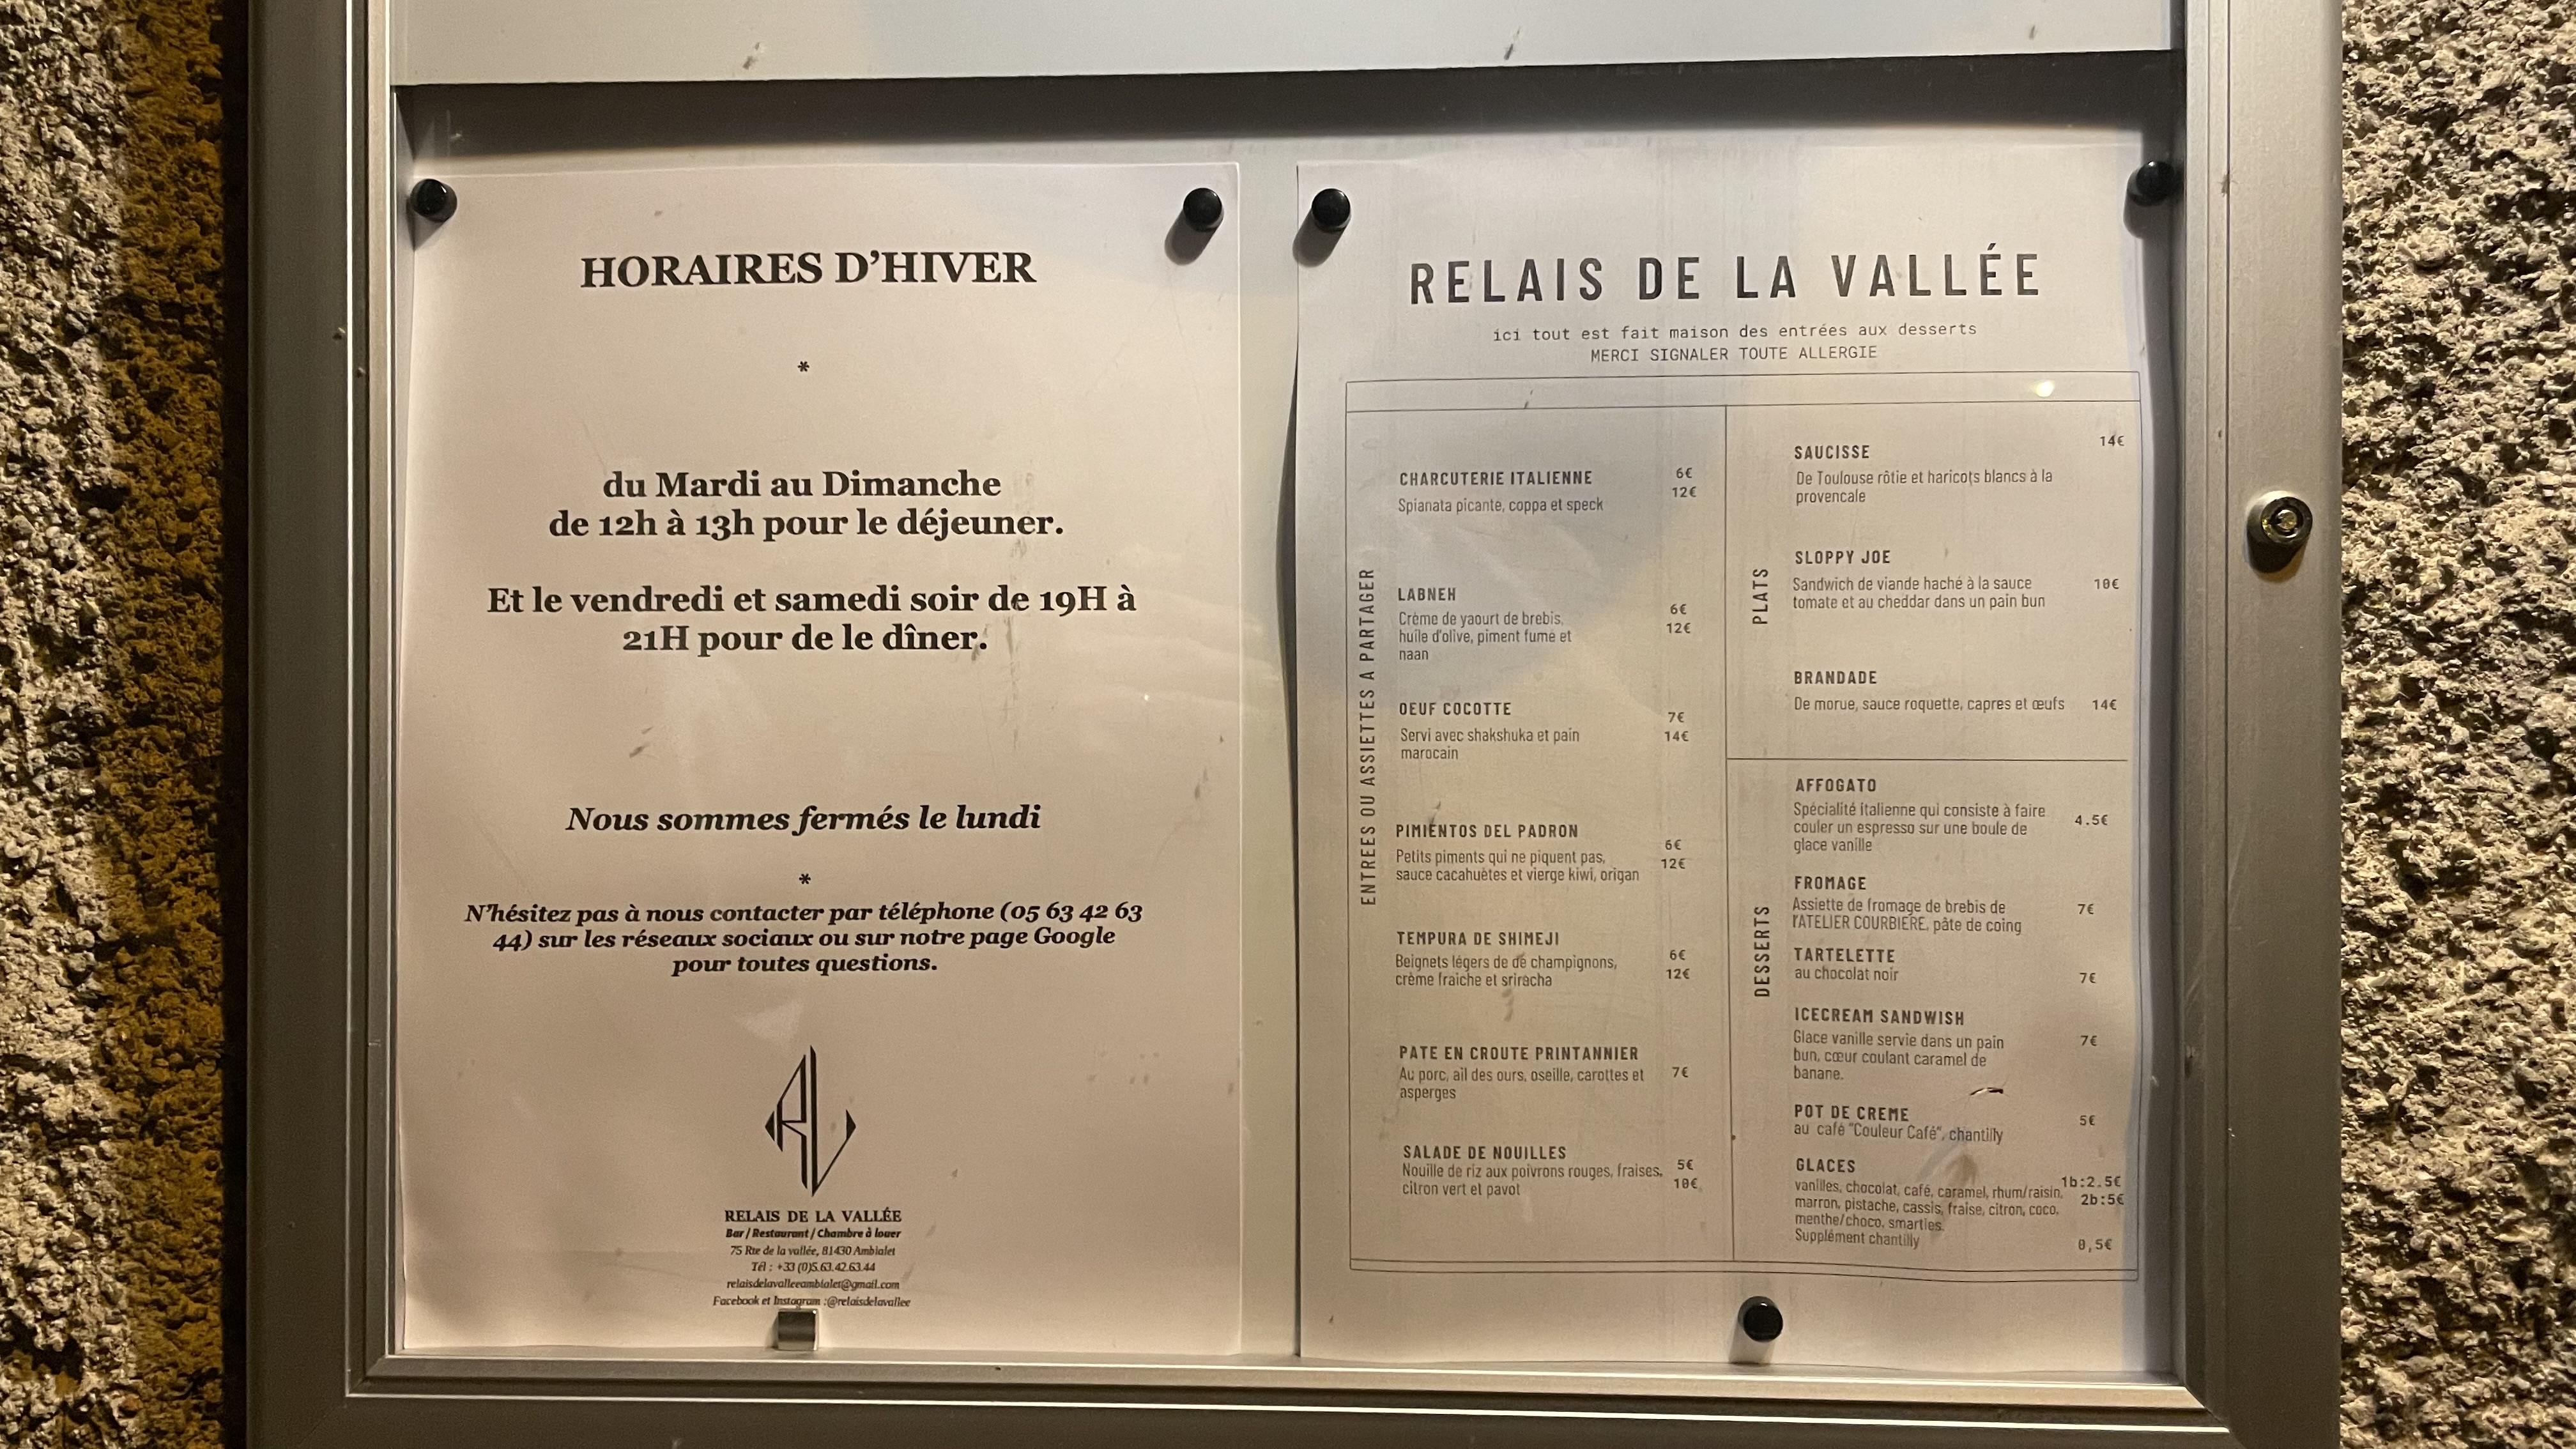 HORAIRES D'HIVER
*
du Mardi au Dimanche
de 12h à 13h pour le déjeuner.
Et le vendredi et samedi soir de 19H à
21H pour de le dîner.
Nous sommes fermés le lundi
*
N'hésitez pas à nous contacter par téléphone (05 63 42 63
44) sur les réseaux sociaux ou sur notre page Google
pour toutes questions.
RELAIS DE LA VALLÉE
Bar / Restaurant / Chambre à louer
75 Rte de la vallée, 81430 Ambialet
Tél : +33 (0)5.63.42.63.44
relaisdelavalleeambialet@gmail.com
Facebook et Instagram :@relaisdelavallee
RELAIS DE LA VALLÉE
ici tout est fait maison des entrées aux desserts
MERCI SIGNALER TOUTE ALLERGIE
ENTREES OU ASSIETTES A PARTAGER
CHARCUTERIE ITALIENNE 6€
12€
Spianata picante, coppa et speck
LABNEH
Crème de yaourt de brebis, 6€
huile d'olive, piment fumé et 12€
naan
OEUF COCOTTE 7€
Servi avec shakshuka et pain 14€
marocain
PIMIENTOS DEL PADRON
Petits piments qui ne piquent pas, 6€
sauce cacahuètes et vierge kiwi, origan 12€
TEMPURA DE SHIMEJI
Beignets légers de de champignons, 6€
crème fraiche et sriracha 12€
PATE EN CROUTE PRINTANNIER
Au porc, ail des ours, oseille, carottes et 7€
asperges
SALADE DE NOUILLES
Nouille de riz aux poivrons rouges, fraises, 5€
citron vert et pavot 10€
PLATS
SAUCISSE 14€
De Toulouse rôtie et haricots blancs à la
provencale
SLOPPY JOE
Sandwich de viande haché à la sauce 10€
tomate et au cheddar dans un pain bun
BRANDADE
De morue, sauce roquette, capres et œufs 14€
DESSERTS
AFFOGATO
Spécialité italienne qui consiste à faire
couler un espresso sur une boule de 4.5€
glace vanille
FROMAGE
Assiette de fromage de brebis de 7€
l'ATELIER COURBIERE, pâte de coing
TARTELETTE
au chocolat noir 7€
ICECREAM SANDWISH
Glace vanille servie dans un pain 7€
bun, cœur coulant caramel de
banane.
POT DE CREME 5€
au café "Couleur Café", chantilly
GLACES
vanilles, chocolat, café, caramel, rhum/raisin, 1b:2.5€
marron, pistache, cassis, fraise, citron, coco, 2b:5€
menthe/choco, smarties.
Supplément chantilly 0,5€